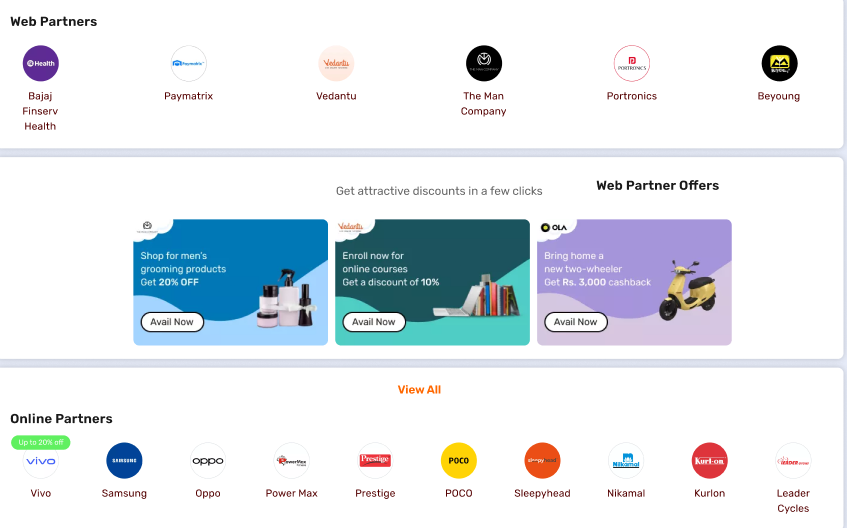 Web Partners
Health
Paymatrix
Vedantu
THE MAN COMPANY
PORTRONICS
BEYOUNG
Bajaj
Finserv
Health
Paymatrix
Vedantu
The Man
Company
Portronics
Beyoung
Get attractive discounts in a few clicks
Web Partner Offers
Vedantu
OLA
Shop for men's
grooming products
Get 20% OFF
Avail Now
Enroll now for
online courses
Get a discount of 10%
Avail Now
Bring home a
new two-wheeler
Get Rs. 3,000 cashback
Avail Now
View All
Online Partners
Up to 20% off
vivo
SAMSUNG
oppo
PowerMax
Prestige
POCO
sleepyhead
Nilkamal
Kurl-on
Leader
Vivo
Samsung
Oppo
Power Max
Prestige
POCO
Sleepyhead
Nikamal
Kurlon
Leader
Cycles